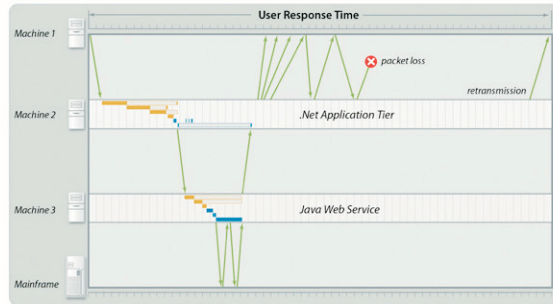 User Response Time
Machine 1
packet loss
retransmission
Machine 2
.Net Application Tier
Machine 3
Java Web Service
Mainframe